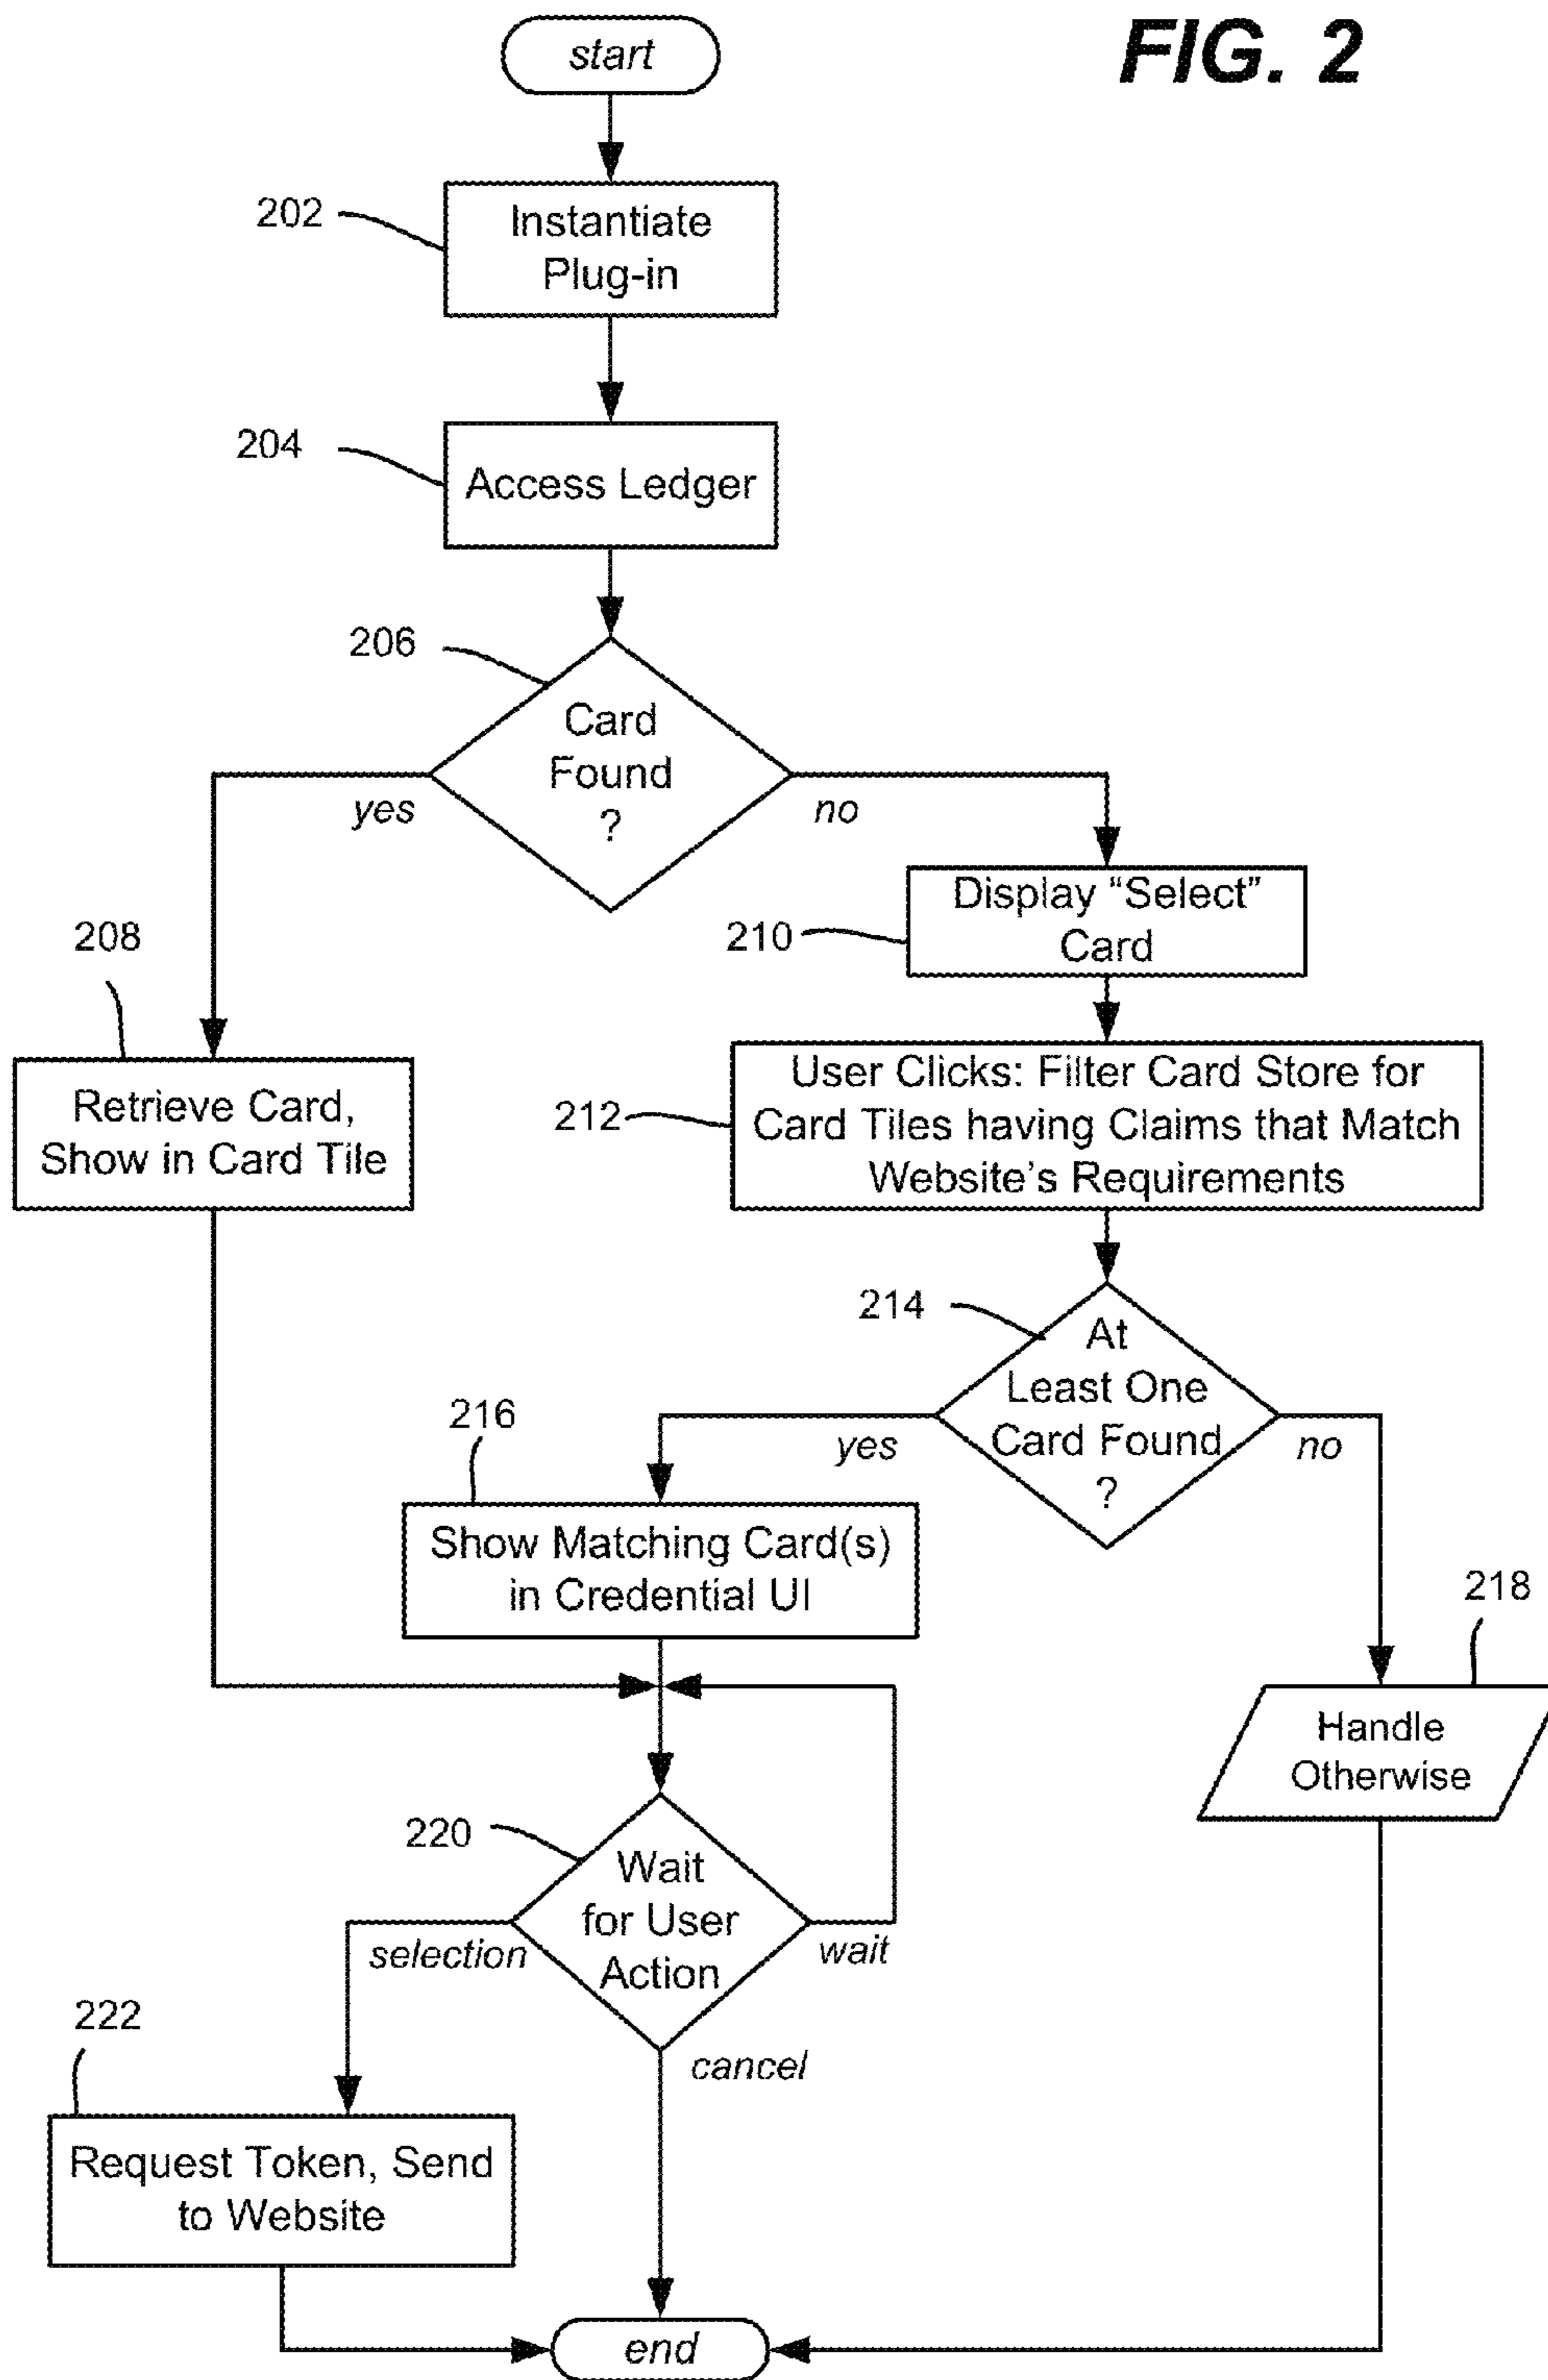 FIG. 2
start
202
Instantiate
Plug-in
204
Access Ledger
206
Card
Found
?
yes
no
208
Retrieve Card,
Show in Card Tile
210
Display “Select”
Card
212
User Clicks: Filter Card Store for
Card Tiles having Claims that Match
Website’s Requirements
214
At
Least One
Card Found
?
yes
no
216
Show Matching Card(s)
in Credential UI
218
Handle
Otherwise
220
Wait
for User
Action
selection
wait
cancel
222
Request Token, Send
to Website
end